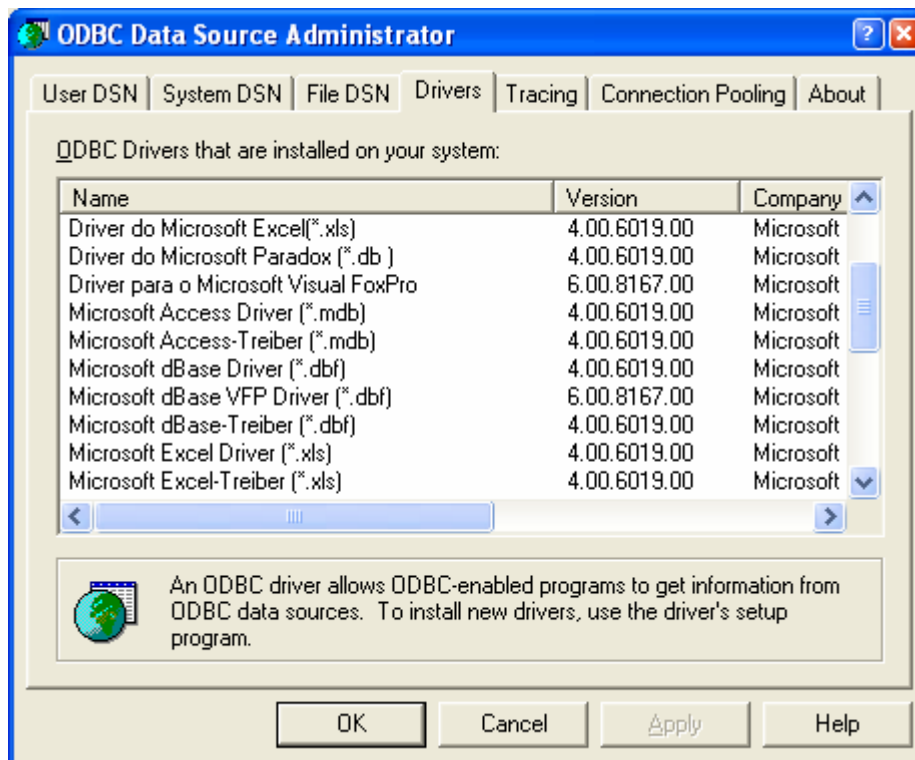 ODBC Data Source Administrator
User DSN System DSN File DSN Drivers Tracing Connection Pooling About
ODBC Drivers that are installed on your system:
Name Version Company
Driver do Microsoft Excel(*.xls) 4.00.6019.00 Microsoft
Driver do Microsoft Paradox (*.db ) 4.00.6019.00 Microsoft
Driver para o Microsoft Visual FoxPro 6.00.8167.00 Microsoft
Microsoft Access Driver (*.mdb) 4.00.6019.00 Microsoft
Microsoft Access-Treiber (*.mdb) 4.00.6019.00 Microsoft
Microsoft dBase Driver (*.dbf) 4.00.6019.00 Microsoft
Microsoft dBase VFP Driver (*.dbf) 6.00.8167.00 Microsoft
Microsoft dBase-Treiber (*.dbf) 4.00.6019.00 Microsoft
Microsoft Excel Driver (*.xls) 4.00.6019.00 Microsoft
Microsoft Excel-Treiber (*.xls) 4.00.6019.00 Microsoft
An ODBC driver allows ODBC-enabled programs to get information from
ODBC data sources. To install new drivers, use the driver's setup
program.
OK Cancel Apply Help